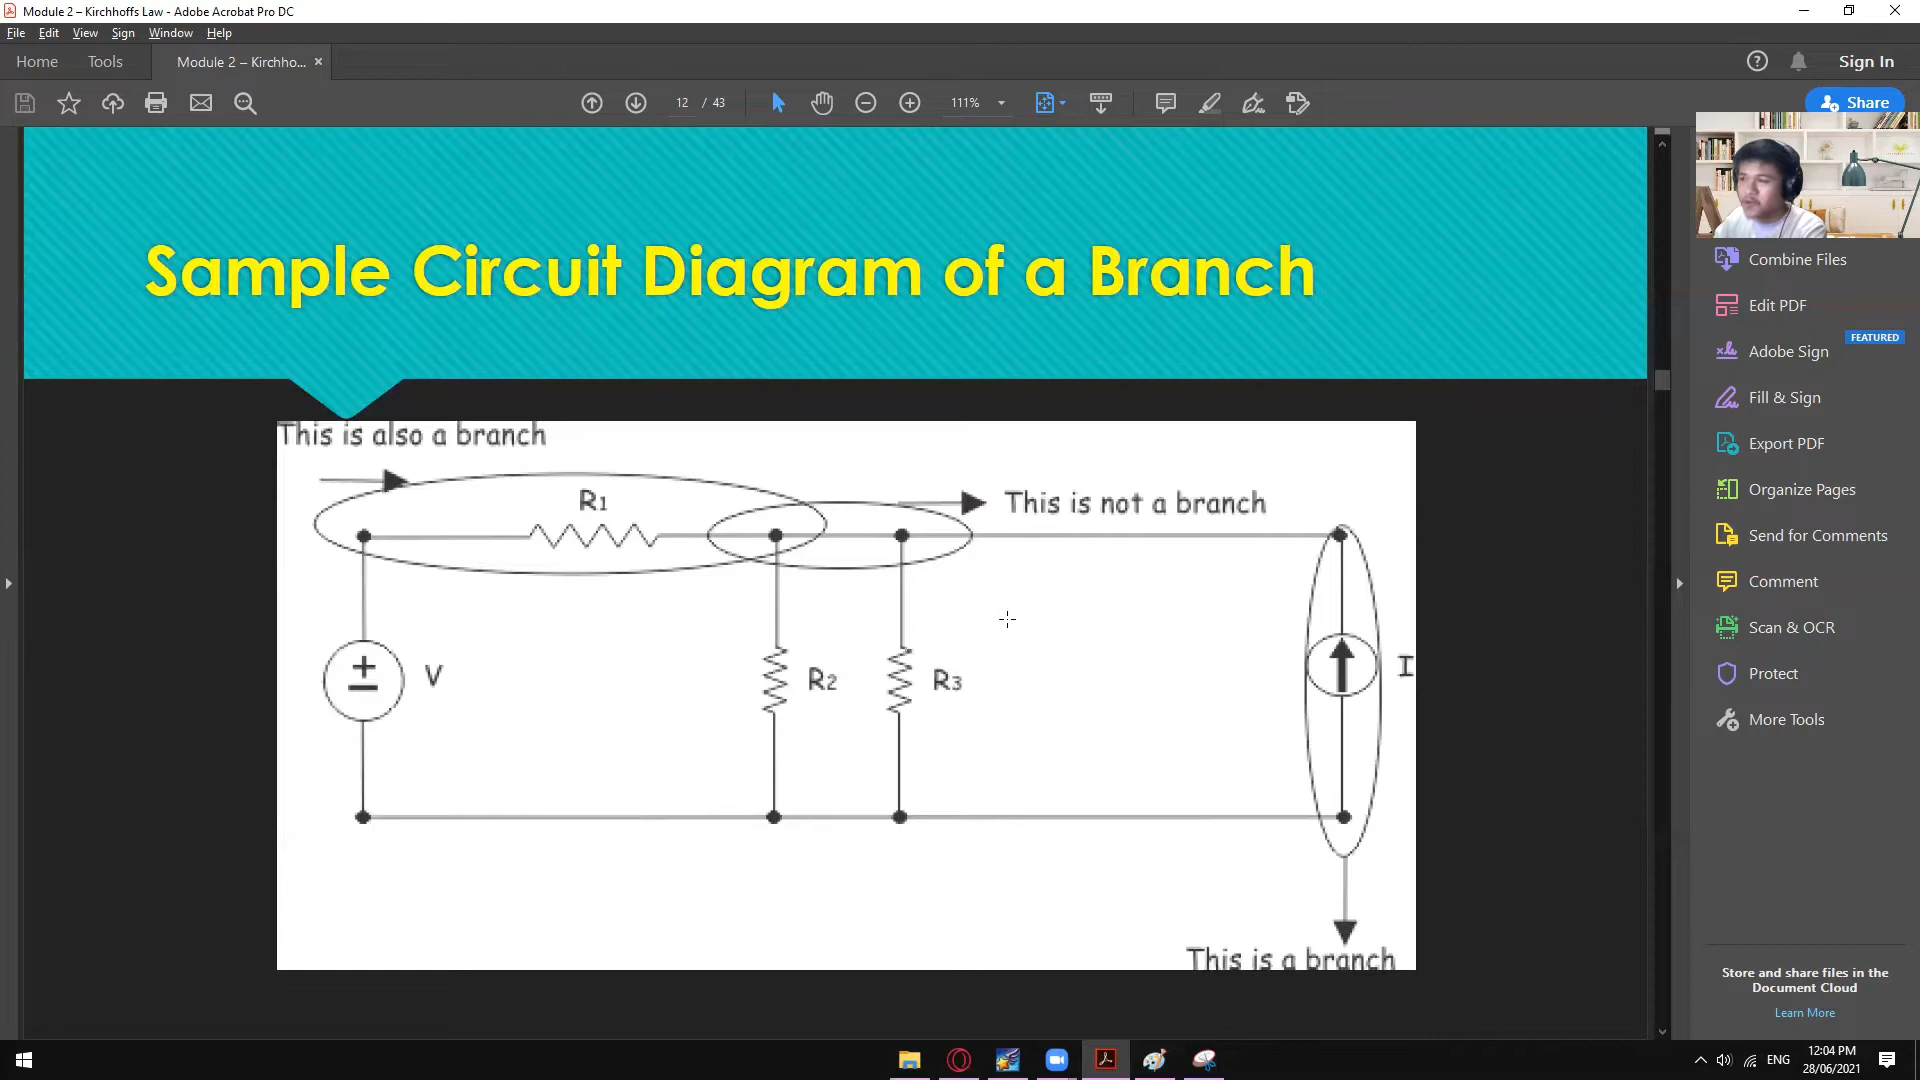 Module 2 – Kirchhoffs Law - Adobe Acrobat Pro DC
File Edit View Sign Window Help
Home Tools Module 2 – Kirchho... × Sign In
12 / 43 111% Share
Sample Circuit Diagram of a Branch
This is also a branch
R1
This is not a branch
V
R2
R3
I
This is a branch
Combine Files
Edit PDF
FEATURED
Adobe Sign
Fill & Sign
Export PDF
Organize Pages
Send for Comments
Comment
Scan & OCR
Protect
More Tools
Store and share files in the
Document Cloud
Learn More
ENG
12:04 PM
28/06/2021